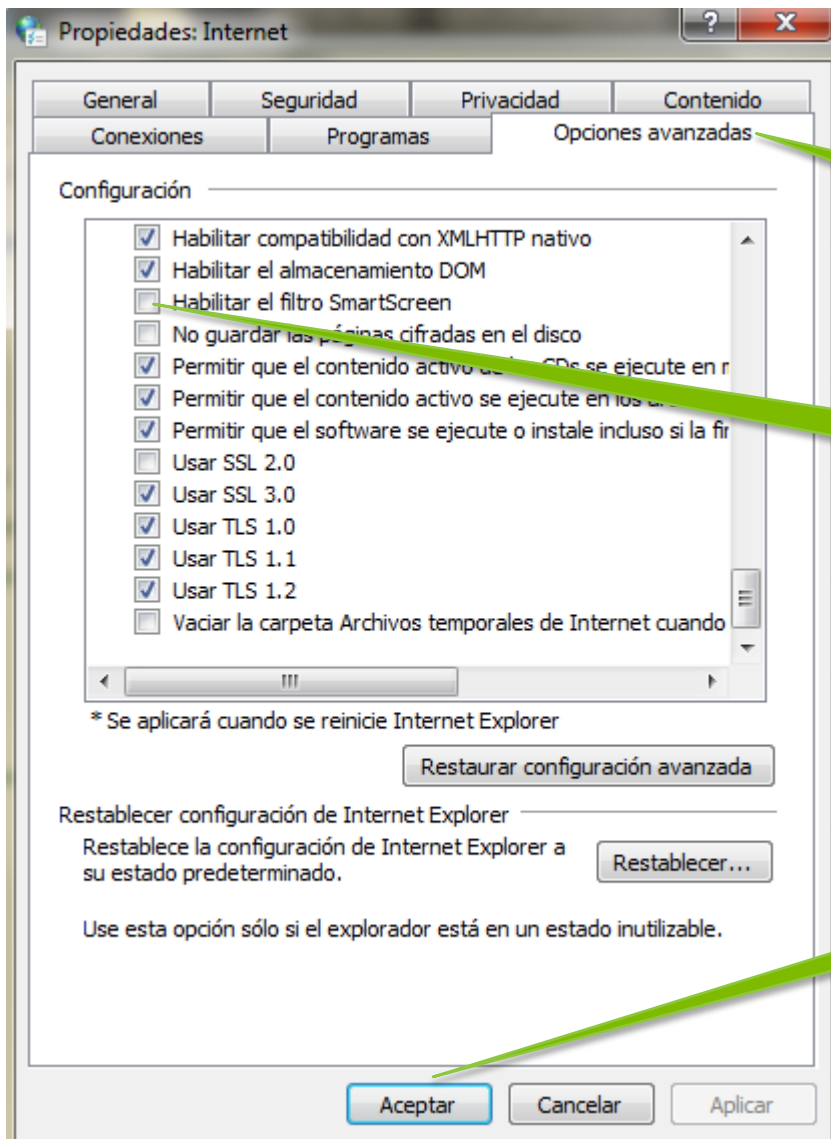 Propiedades: Internet
?
X
General Seguridad Privacidad Contenido
Conexiones Programas Opciones avanzadas
Configuración
Habilitar compatibilidad con XMLHTTP nativo
Habilitar el almacenamiento DOM
Habilitar el filtro SmartScreen
No guardar las páginas cifradas en el disco
Permitir que el contenido activo de los CDs se ejecute en
Permitir que el contenido activo se ejecute en los
Permitir que el software se ejecute o instale incluso si la
Usar SSL 2.0
Usar SSL 3.0
Usar TLS 1.0
Usar TLS 1.1
Usar TLS 1.2
Vaciar la carpeta Archivos temporales de Internet cuando
* Se aplicará cuando se reinicie Internet Explorer
Restaurar configuración avanzada
Restablecer configuración de Internet Explorer
Restablece la configuración de Internet Explorer a
su estado predeterminado.
Restablecer...
Use esta opción sólo si el explorador está en un estado inutilizable.
Aceptar Cancelar Aplicar